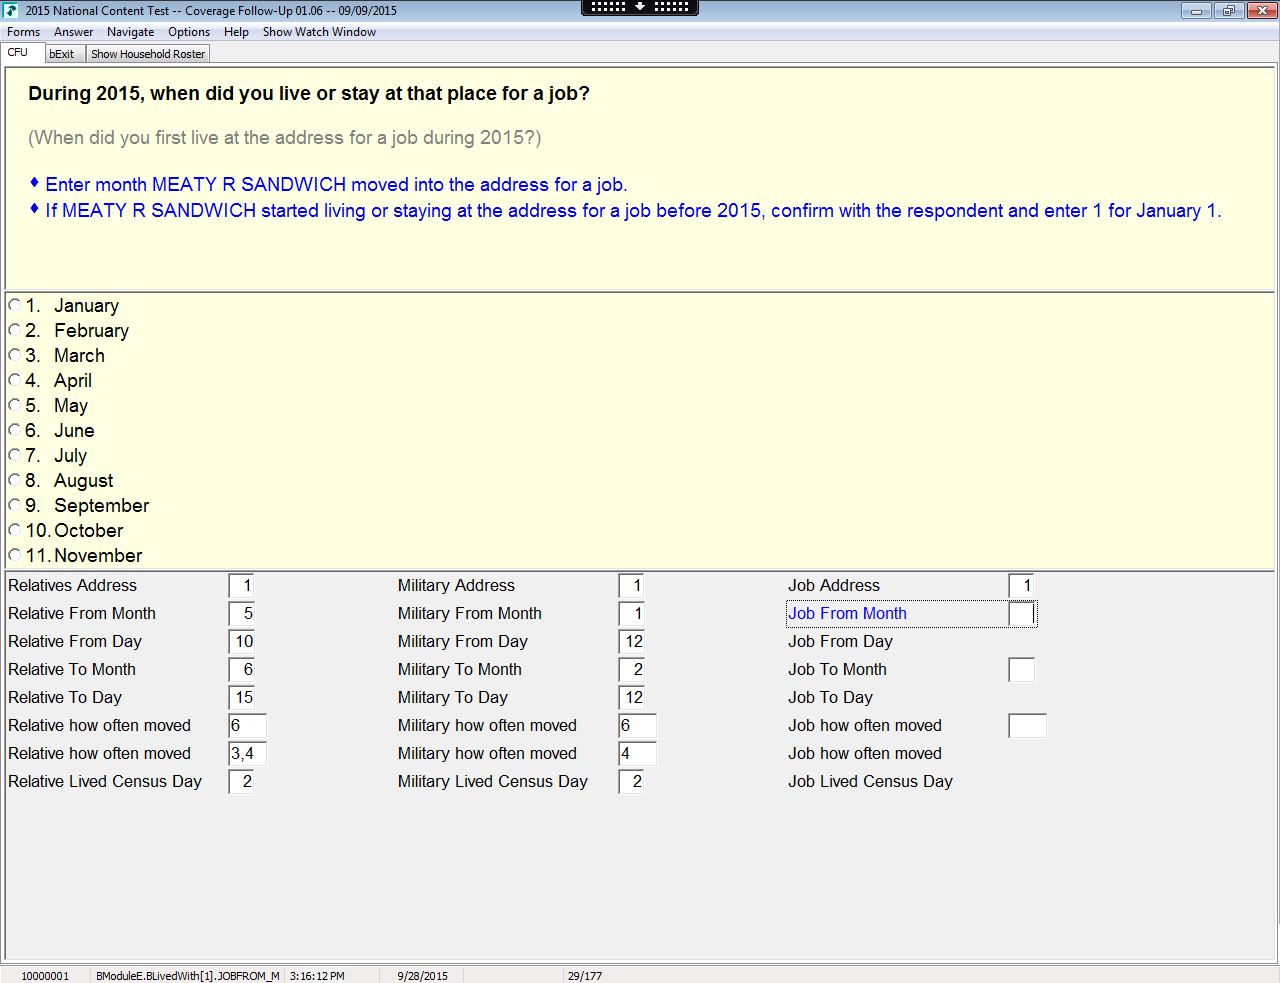 2015 National Content Test -- Coverage Follow-Up 01.06 -- 09/09/2015
Forms Answer Navigate Options Help Show Watch Window
CFU bExit Show Household Roster
During 2015, when did you live or stay at that place for a job?
(When did you first live at the address for a job during 2015?)
♦ Enter month MEATY R SANDWICH moved into the address for a job.
♦ If MEATY R SANDWICH started living or staying at the address for a job before 2015, confirm with the respondent and enter 1 for January 1.
1. January
2. February
3. March
4. April
5. May
6. June
7. July
8. August
9. September
10. October
11. November
Relatives Address 1 Military Address 1 Job Address 1
Relative From Month 5 Military From Month 1 Job From Month
Relative From Day 10 Military From Day 12 Job From Day
Relative To Month 6 Military To Month 2 Job To Month
Relative To Day 15 Military To Day 12 Job To Day
Relative how often moved 6 Military how often moved 6 Job how often moved
Relative how often moved 3,4 Military how often moved 4 Job how often moved
Relative Lived Census Day 2 Military Lived Census Day 2 Job Lived Census Day
10000001 BModuleE.BLivedWith[1].JOBFROM_M 3:16:12 PM 9/28/2015 29/177